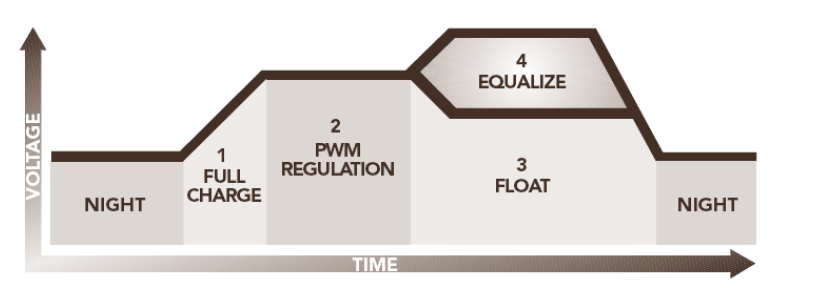 VOLTAGE
NIGHT
1
FULL
CHARGE
2
PWM
REGULATION
4
EQUALIZE
3
FLOAT
NIGHT
TIME